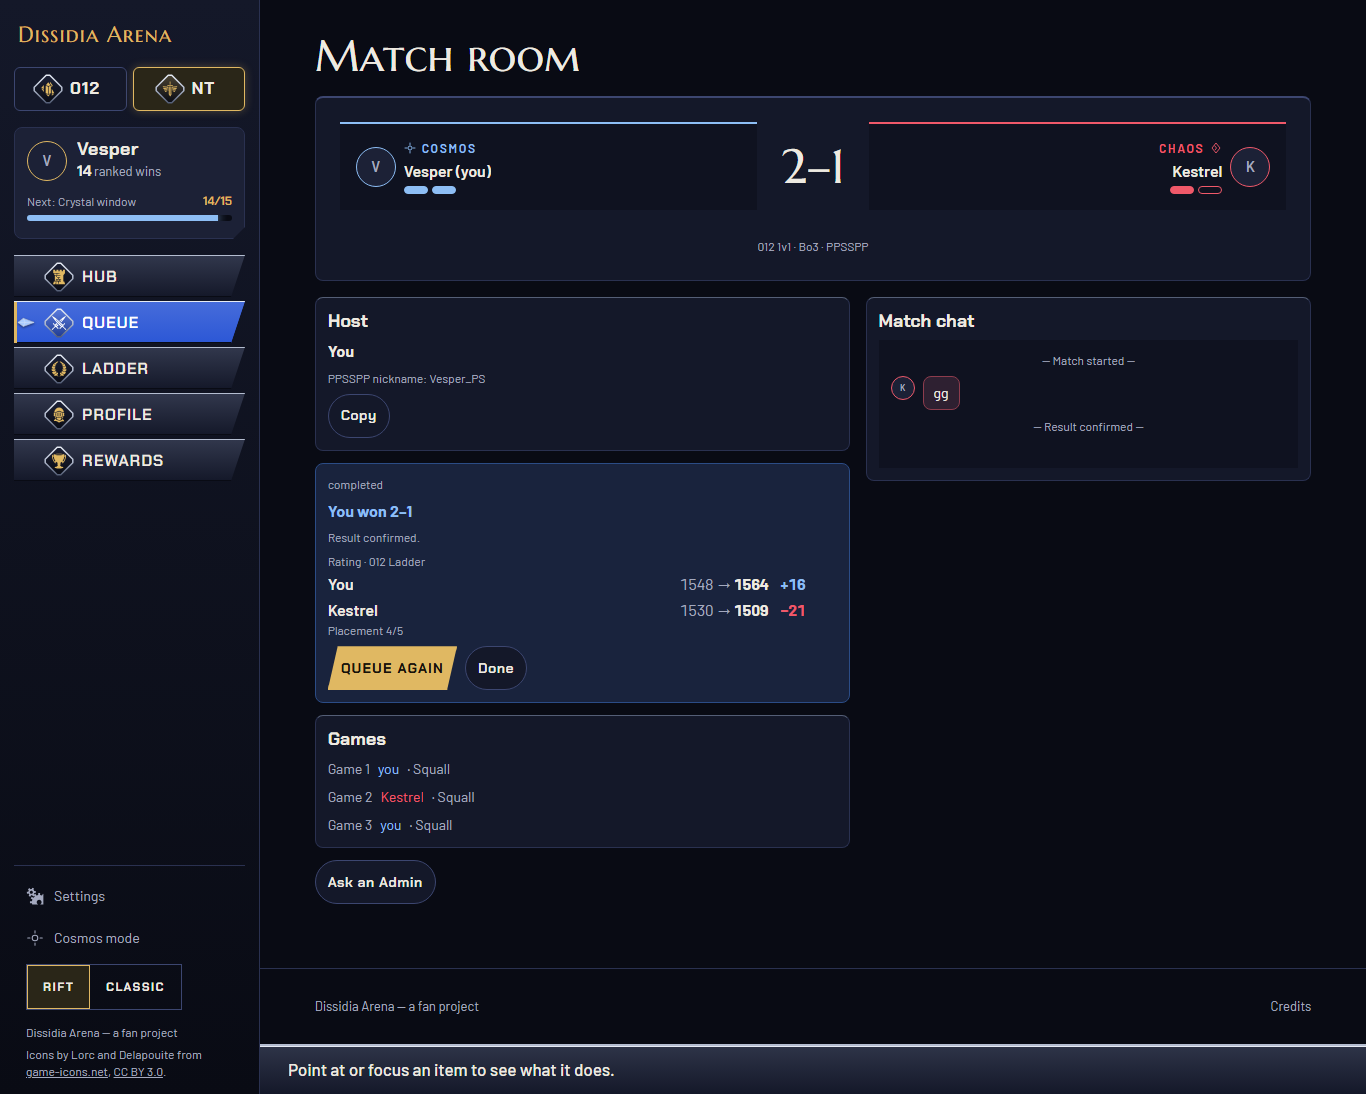 Dissidia Arena
012
NT
V
Vesper
14 ranked wins
Next: Crystal window
14/15
HUB
QUEUE
LADDER
PROFILE
REWARDS
Settings
Cosmos mode
RIFT
CLASSIC
Dissidia Arena — a fan project
Icons by Lorc and Delapouite from
game-icons.net, CC BY 3.0.
Match room
V
COSMOS
Vesper (you)
2–1
CHAOS
Kestrel
K
012 1v1 · Bo3 · PPSSPP
Host
You
PPSSPP nickname: Vesper_PS
Copy
completed
You won 2–1
Result confirmed.
Rating · 012 Ladder
You 1548 → 1564 +16
Kestrel 1530 → 1509 −21
Placement 4/5
QUEUE AGAIN
Done
Games
Game 1 you · Squall
Game 2 Kestrel · Squall
Game 3 you · Squall
Ask an Admin
Match chat
— Match started —
K
gg
— Result confirmed —
Dissidia Arena — a fan project
Credits
Point at or focus an item to see what it does.